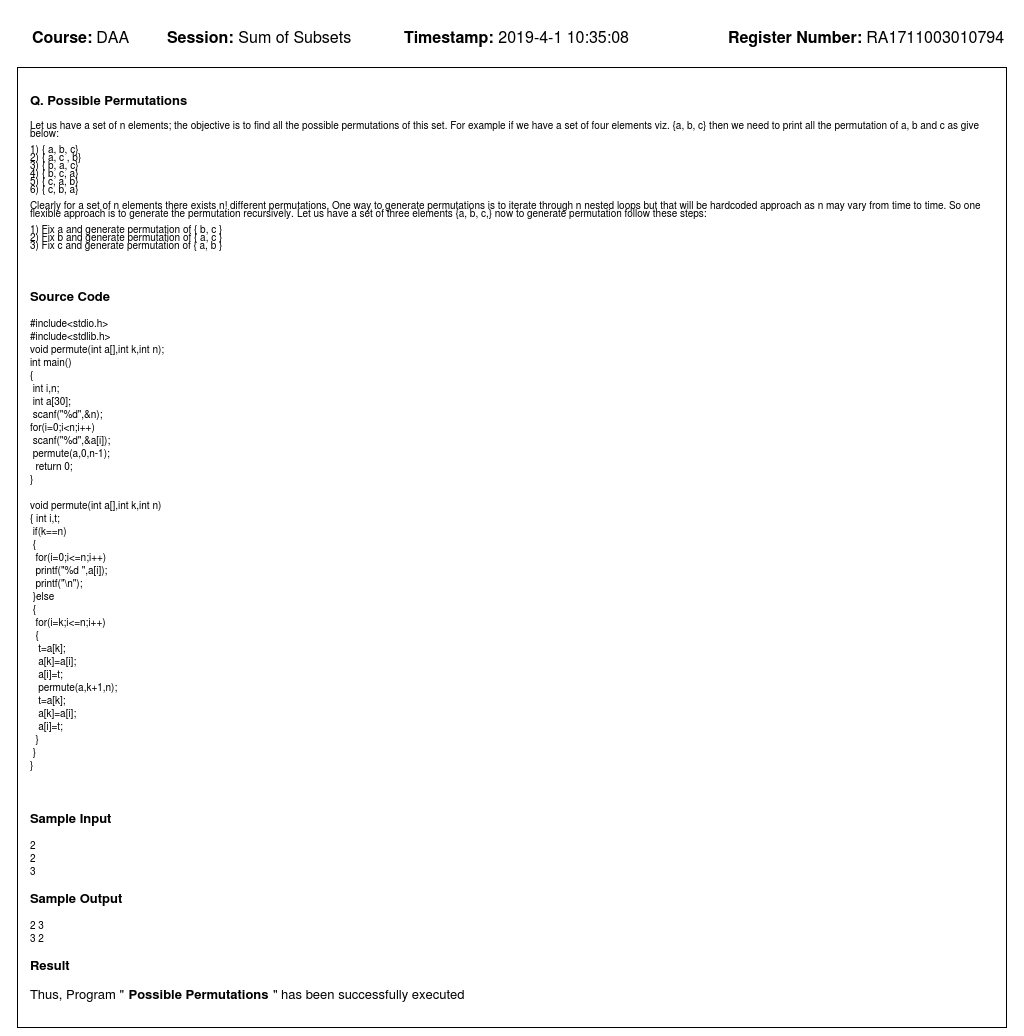 Course: DAA Session: Sum of Subsets Timestamp: 2019-4-1 10:35:08 Register Number: RA1711003010794
Q. Possible Permutations
Let us have a set of n elements; the objective is to find all the possible permutations of this set. For example if we have a set of four elements viz. {a, b, c} then we need to print all the permutation of a, b and c as give
below:
1) { a, b, c}
2) { a, c , b}
3) { b, a, c}
4) { b, c, a}
5) { c, a, b}
6) { c, b, a}
Clearly for a set of n elements there exists n! different permutations. One way to generate permutations is to iterate through n nested loops but that will be hardcoded approach as n may vary from time to time. So one
flexible approach is to generate the permutation recursively. Let us have a set of three elements {a, b, c,} now to generate permutation follow these steps:
1) Fix a and generate permutation of { b, c }
2) Fix b and generate permutation of { a, c }
3) Fix c and generate permutation of { a, b }
Source Code
#include<stdio.h>
#include<stdlib.h>
void permute(int a[],int k,int n);
int main()
{
int i,n;
int a[30];
scanf("%d",&n);
for(i=0;i<n;i++)
scanf("%d",&a[i]);
permute(a,0,n-1);
return 0;
}
void permute(int a[],int k,int n)
{ int i,t;
if(k==n)
{
for(i=0;i<=n;i++)
printf("%d ",a[i]);
printf("\n");
}else
{
for(i=k;i<=n;i++)
{
t=a[k];
a[k]=a[i];
a[i]=t;
permute(a,k+1,n);
t=a[k];
a[k]=a[i];
a[i]=t;
}
}
}
Sample Input
2
2
3
Sample Output
2 3
3 2
Result
Thus, Program " Possible Permutations " has been successfully executed